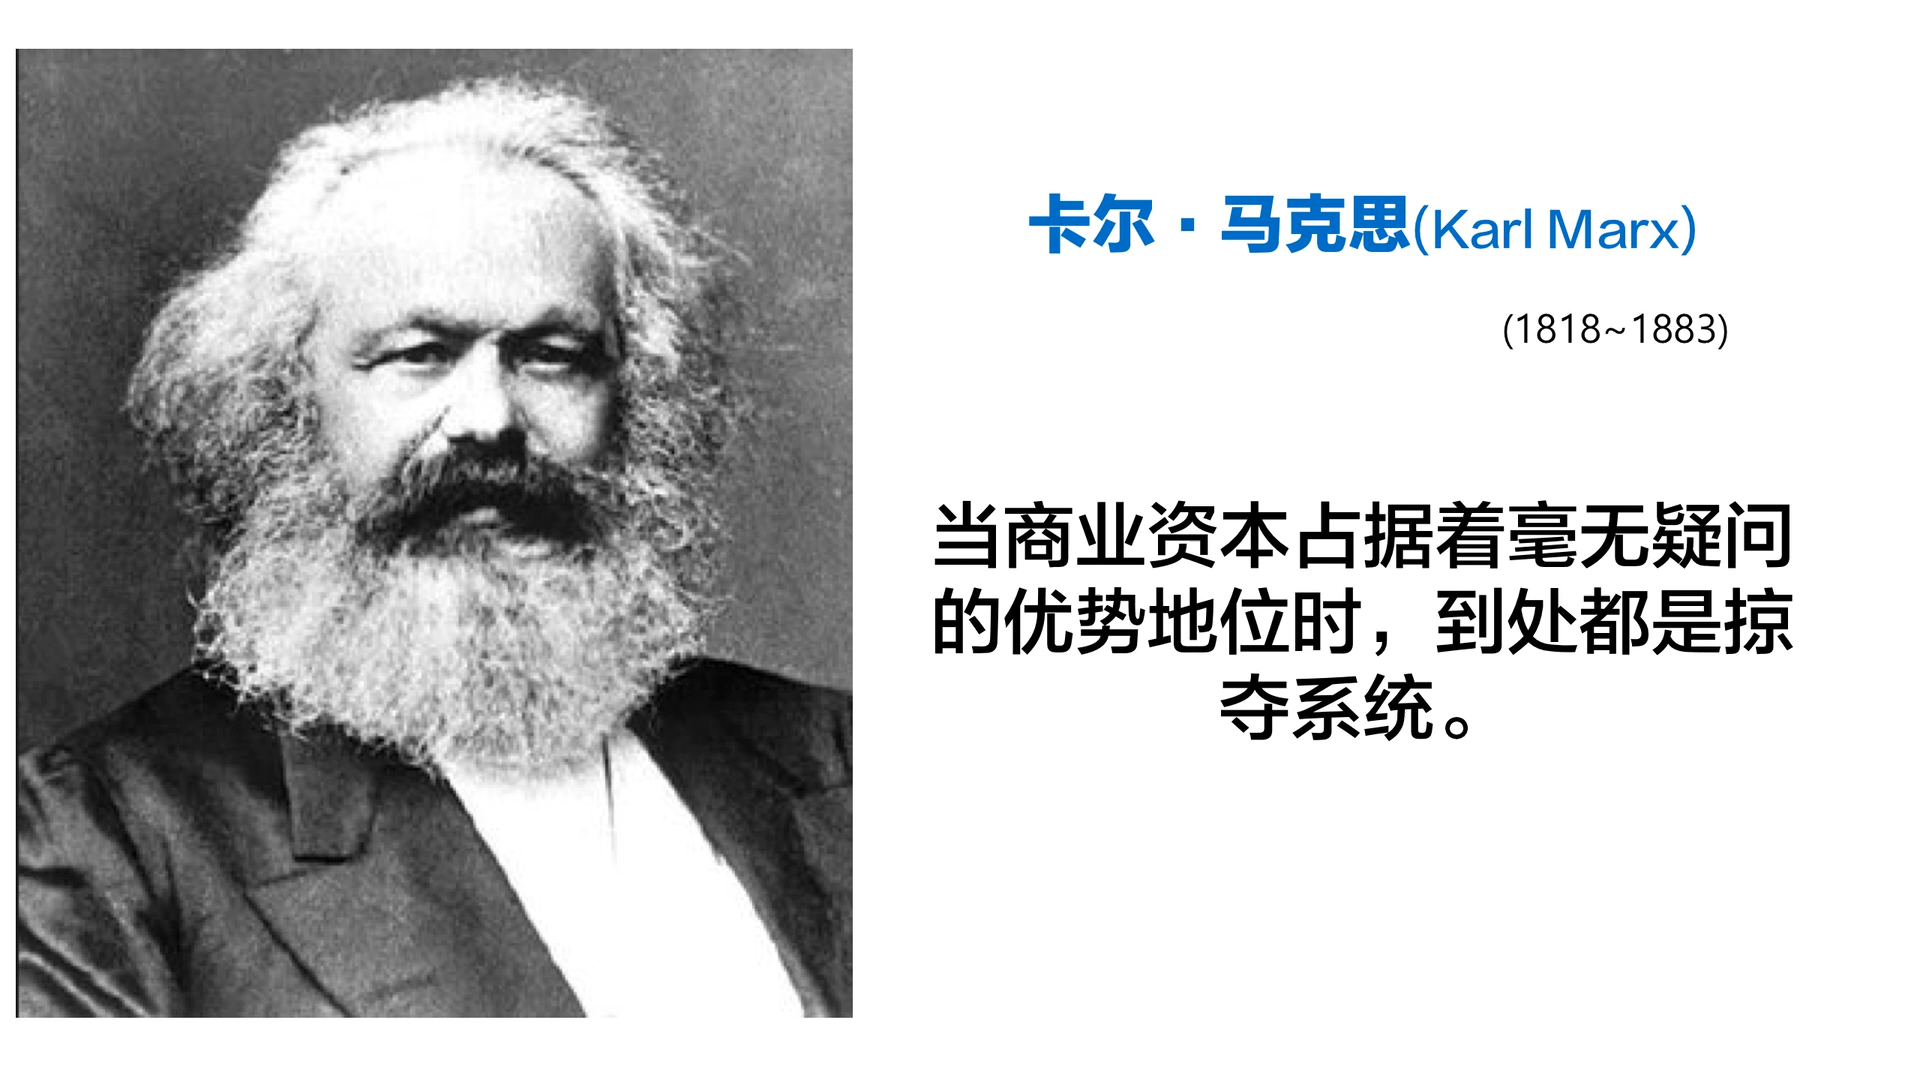 卡尔·马克思(Karl Marx)
(1818~1883)
当商业资本占据着毫无疑问
的优势地位时，到处都是掠
夺系统。